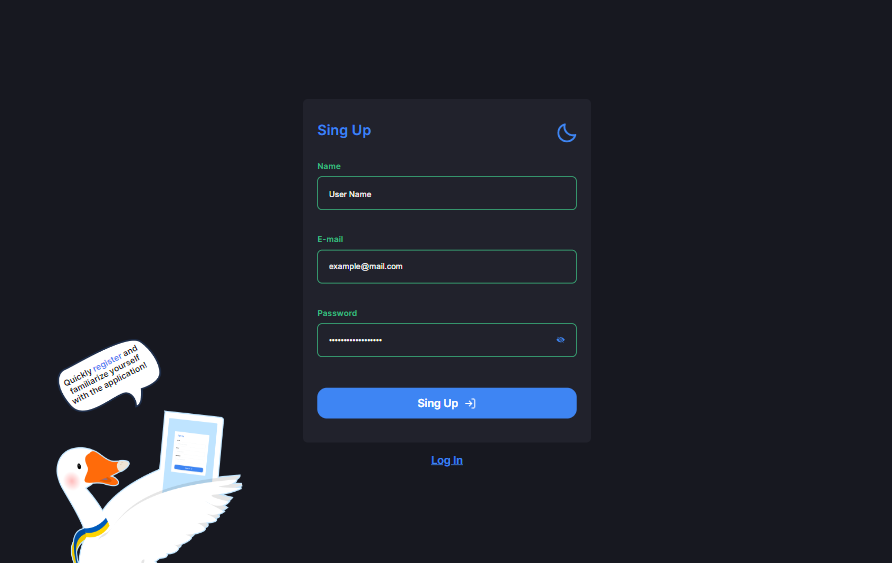 Sing Up
Name
User Name
E-mail
example@mail.com
Password
••••••••••••••••••
Sing Up
Log In
Quickly register and
familiarize yourself
with the application!